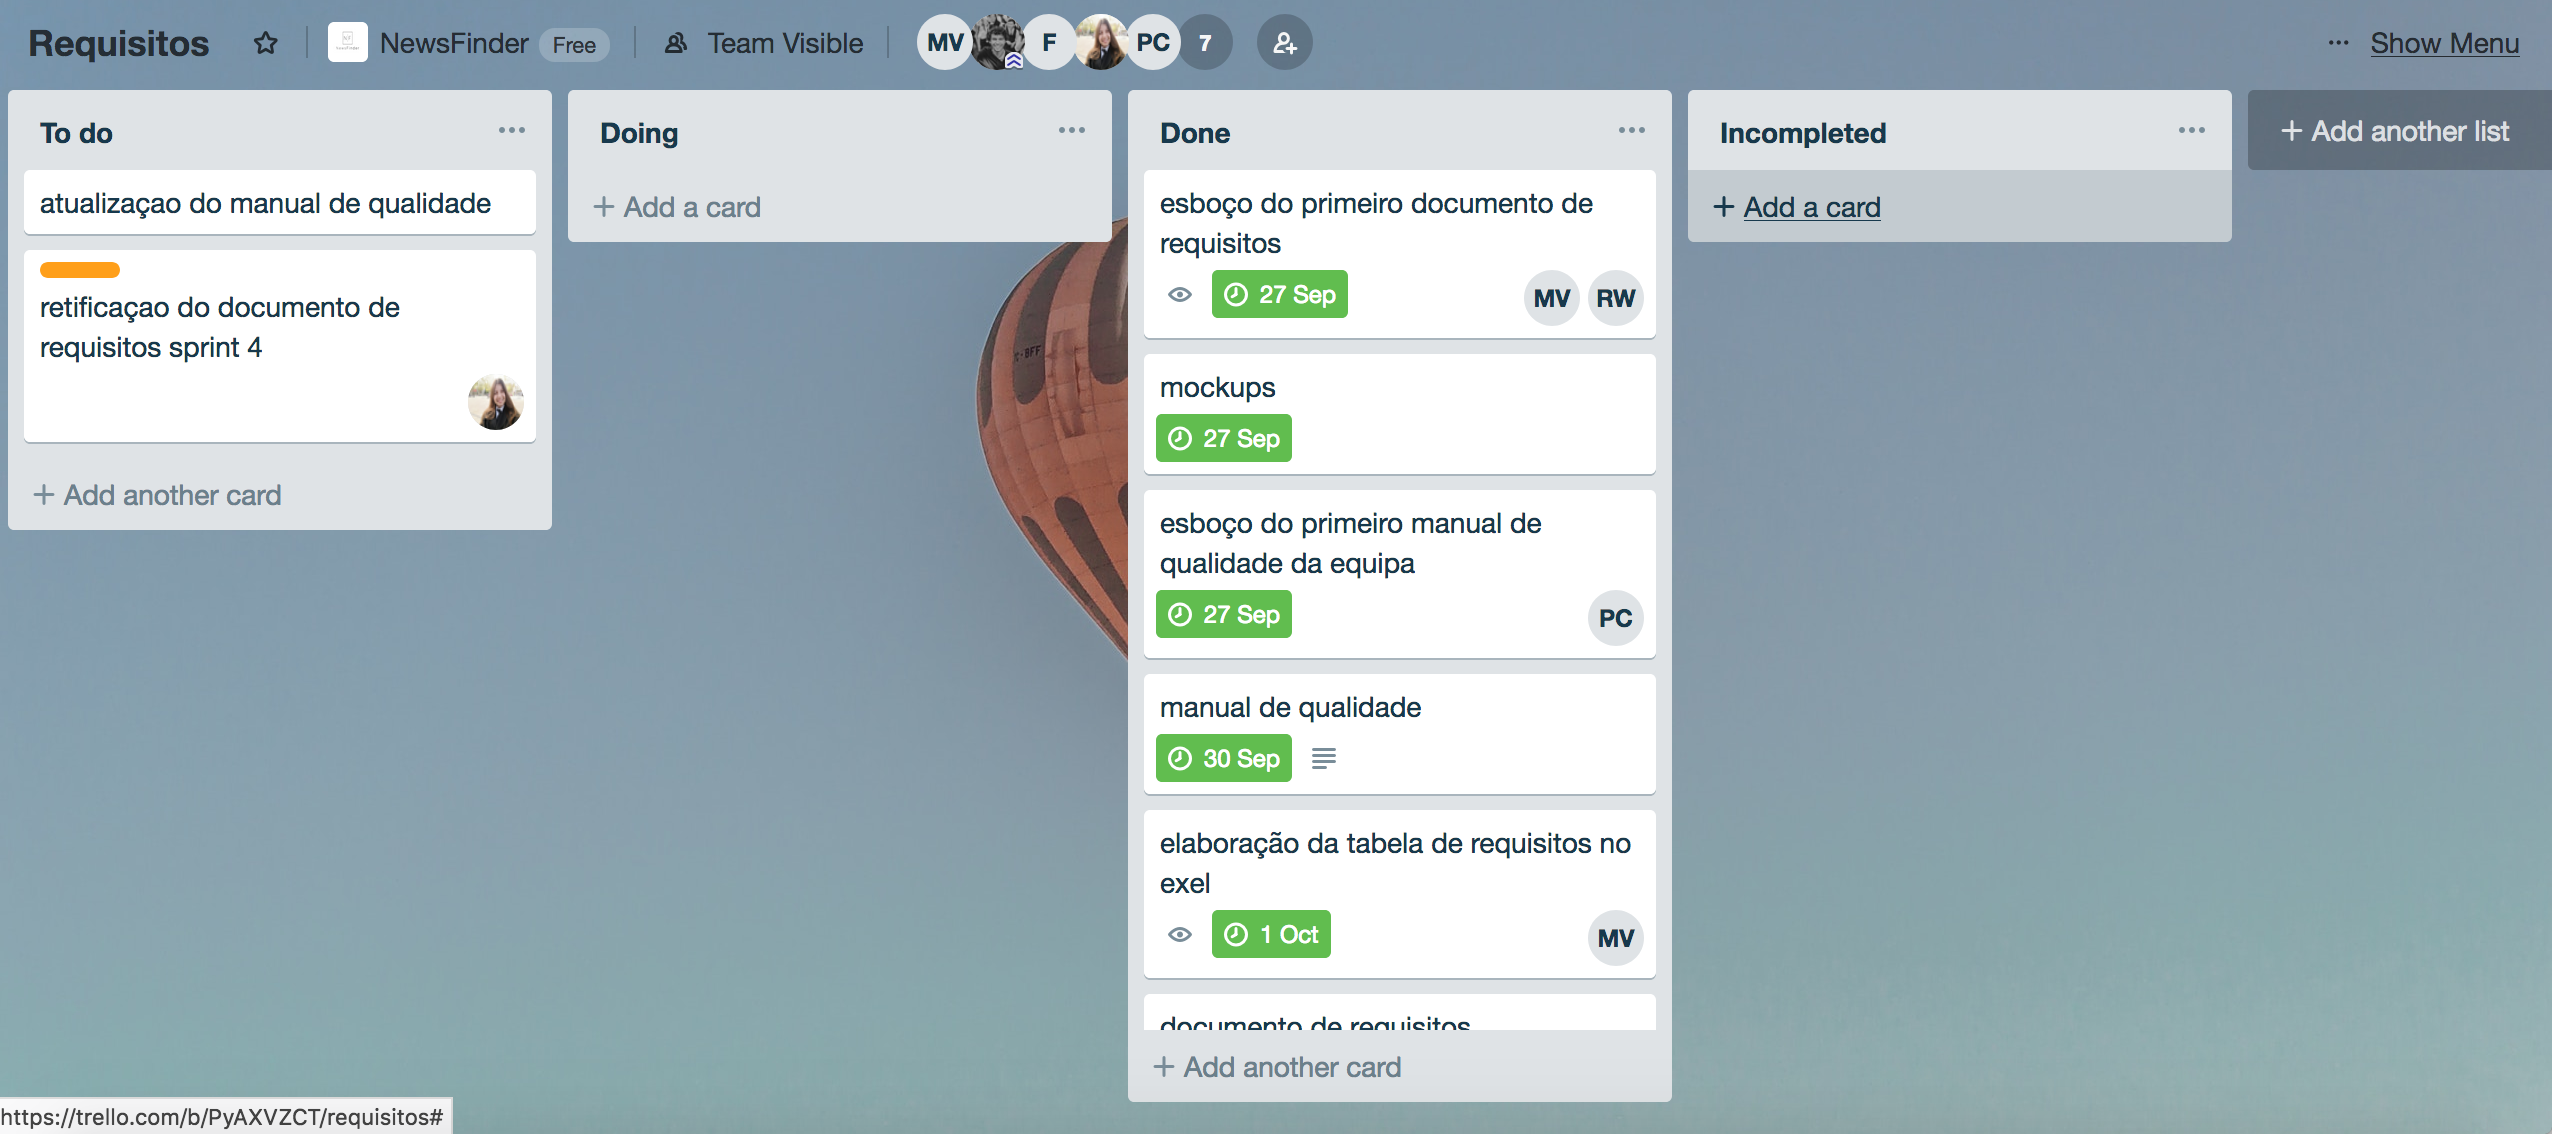 Requisitos
NewsFinder
Free
Team Visible
MV
F
PC
7
Show Menu
To do
atualizaçao do manual de qualidade
retificaçao do documento de
requisitos sprint 4
+ Add another card
Doing
+ Add a card
Done
esboço do primeiro documento de
requisitos
27 Sep
MV
RW
mockups
27 Sep
esboço do primeiro manual de
qualidade da equipa
27 Sep
PC
manual de qualidade
30 Sep
elaboração da tabela de requisitos no
exel
1 Oct
MV
documento de requisitos
+ Add another card
Incompleted
+ Add a card
+ Add another list
https://trello.com/b/PyAXVZCT/requisitos#